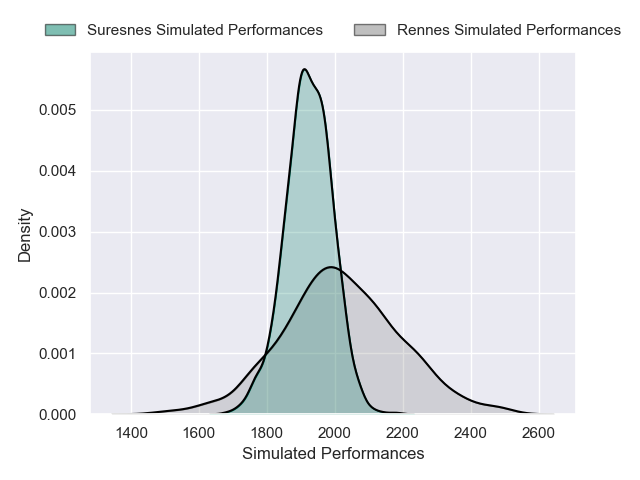 Suresnes Simulated Performances
Rennes Simulated Performances
0.005
0.004
0.003
0.002
0.001
0.000
Density
1400 1600 1800 2000 2200 2400 2600
Simulated Performances